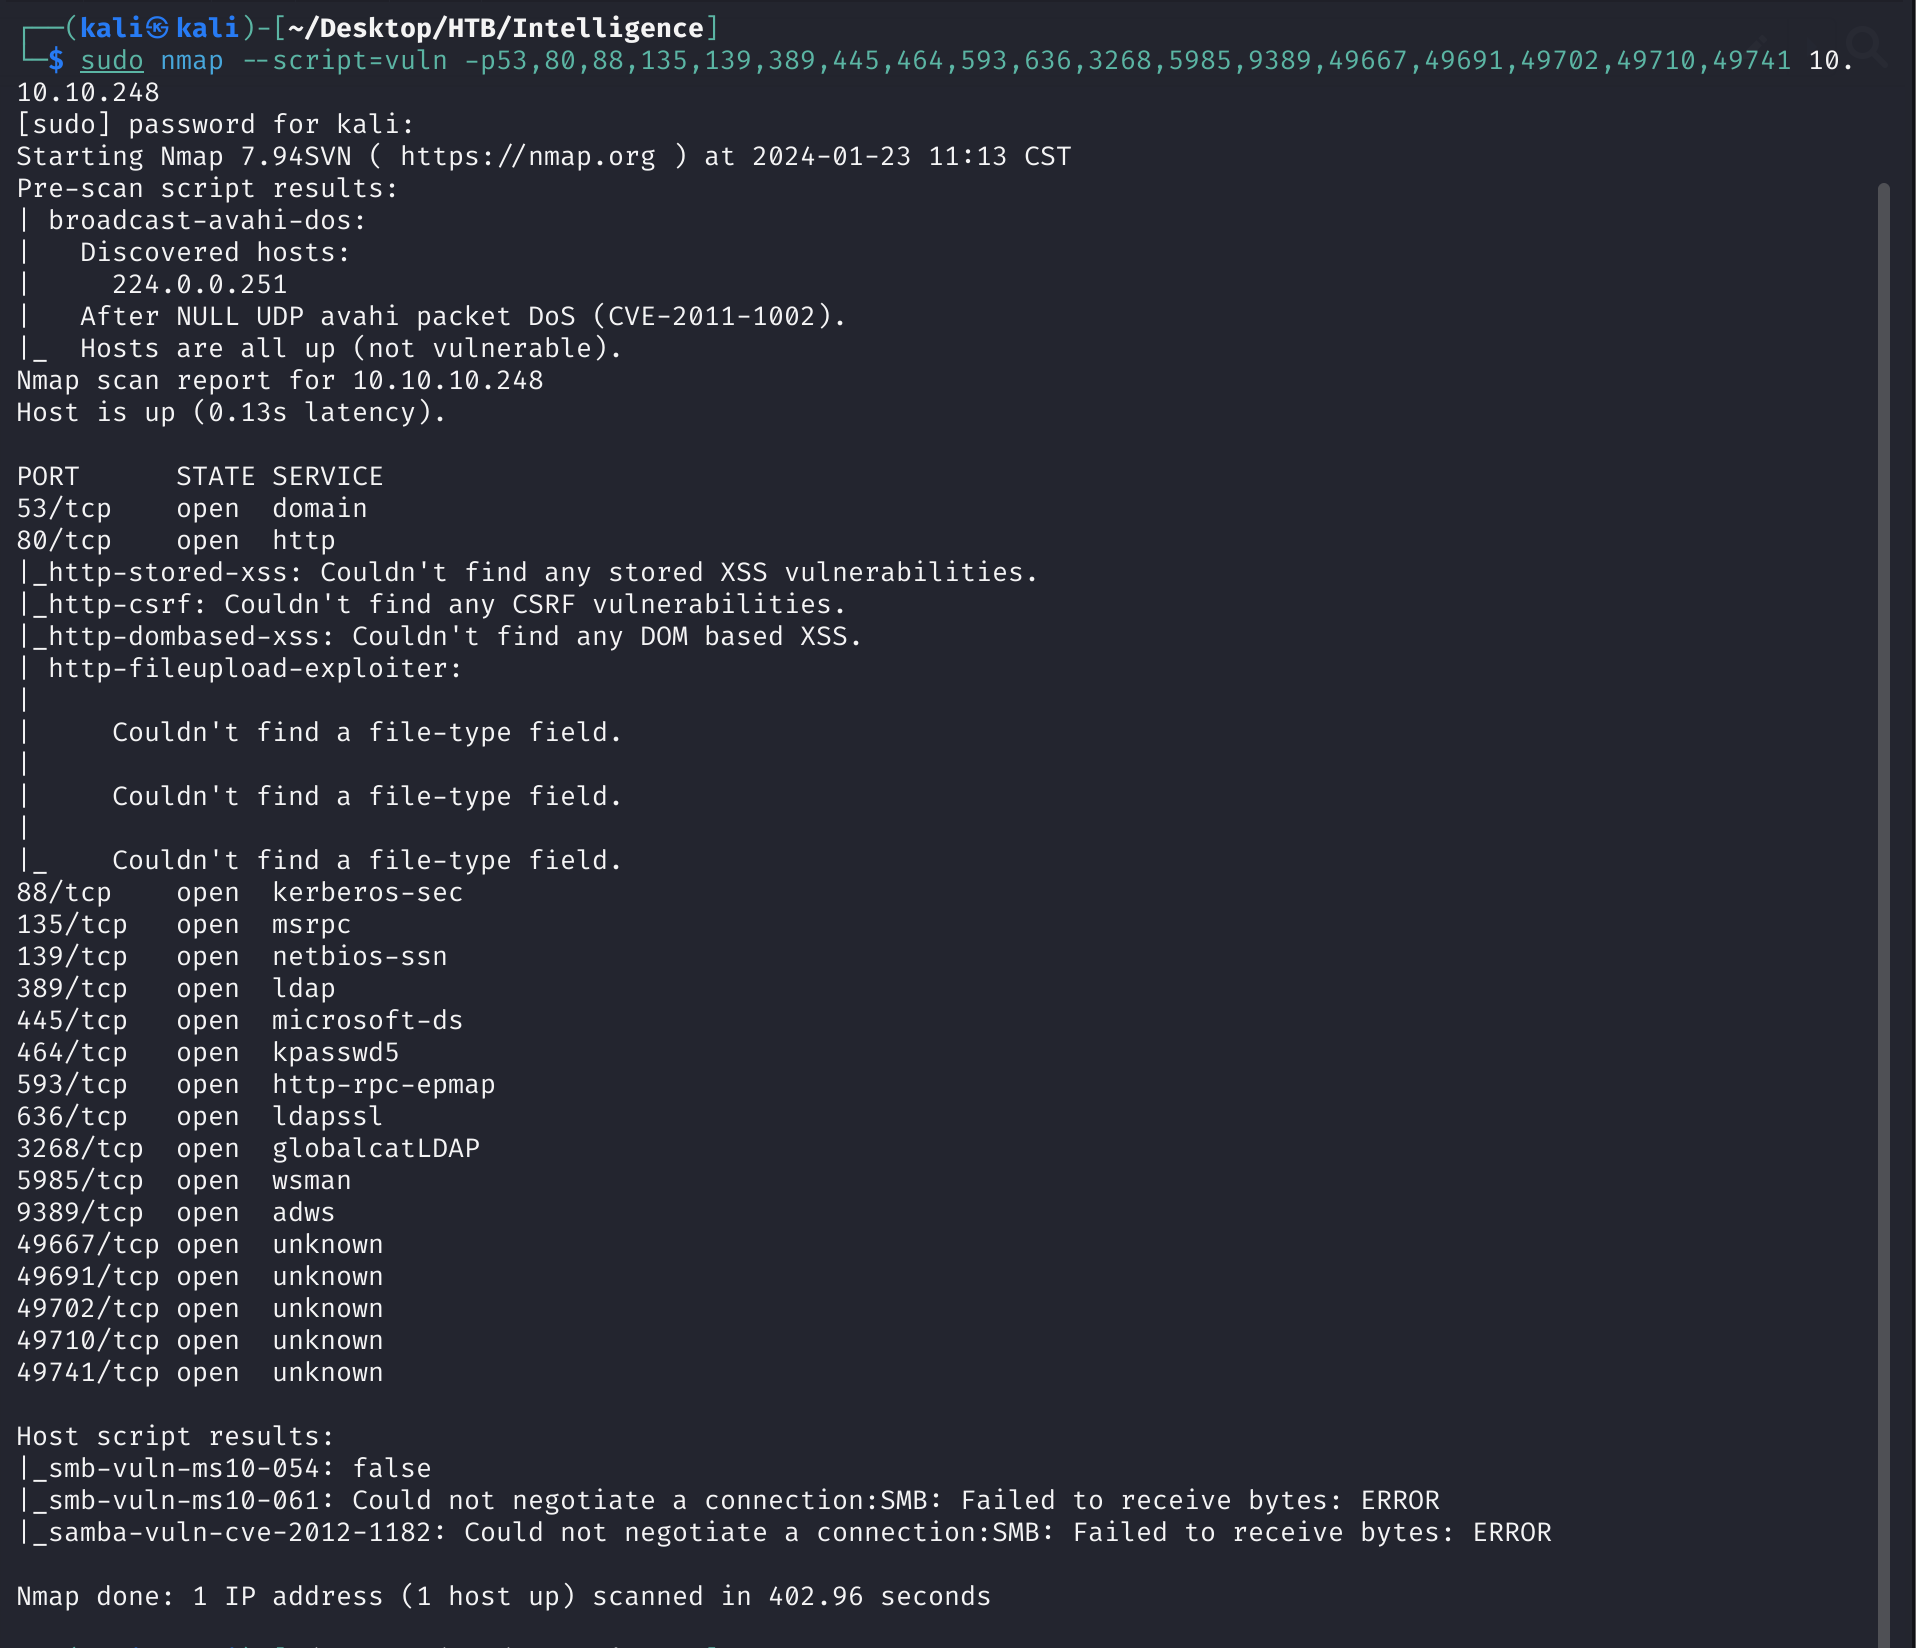 ┌──(kali㉿kali)-[~/Desktop/HTB/Intelligence]
└─$ sudo nmap --script=vuln -p53,80,88,135,139,389,445,464,593,636,3268,5985,9389,49667,49691,49702,49710,49741 10.
10.10.248
[sudo] password for kali:
Starting Nmap 7.94SVN ( https://nmap.org ) at 2024-01-23 11:13 CST
Pre-scan script results:
| broadcast-avahi-dos:
|   Discovered hosts:
|     224.0.0.251
|   After NULL UDP avahi packet DoS (CVE-2011-1002).
|_  Hosts are all up (not vulnerable).
Nmap scan report for 10.10.10.248
Host is up (0.13s latency).

PORT      STATE SERVICE
53/tcp    open  domain
80/tcp    open  http
|_http-stored-xss: Couldn't find any stored XSS vulnerabilities.
|_http-csrf: Couldn't find any CSRF vulnerabilities.
|_http-dombased-xss: Couldn't find any DOM based XSS.
| http-fileupload-exploiter:
|
|     Couldn't find a file-type field.
|
|     Couldn't find a file-type field.
|
|_    Couldn't find a file-type field.
88/tcp    open  kerberos-sec
135/tcp   open  msrpc
139/tcp   open  netbios-ssn
389/tcp   open  ldap
445/tcp   open  microsoft-ds
464/tcp   open  kpasswd5
593/tcp   open  http-rpc-epmap
636/tcp   open  ldapssl
3268/tcp  open  globalcatLDAP
5985/tcp  open  wsman
9389/tcp  open  adws
49667/tcp open  unknown
49691/tcp open  unknown
49702/tcp open  unknown
49710/tcp open  unknown
49741/tcp open  unknown

Host script results:
|_smb-vuln-ms10-054: false
|_smb-vuln-ms10-061: Could not negotiate a connection:SMB: Failed to receive bytes: ERROR
|_samba-vuln-cve-2012-1182: Could not negotiate a connection:SMB: Failed to receive bytes: ERROR

Nmap done: 1 IP address (1 host up) scanned in 402.96 seconds